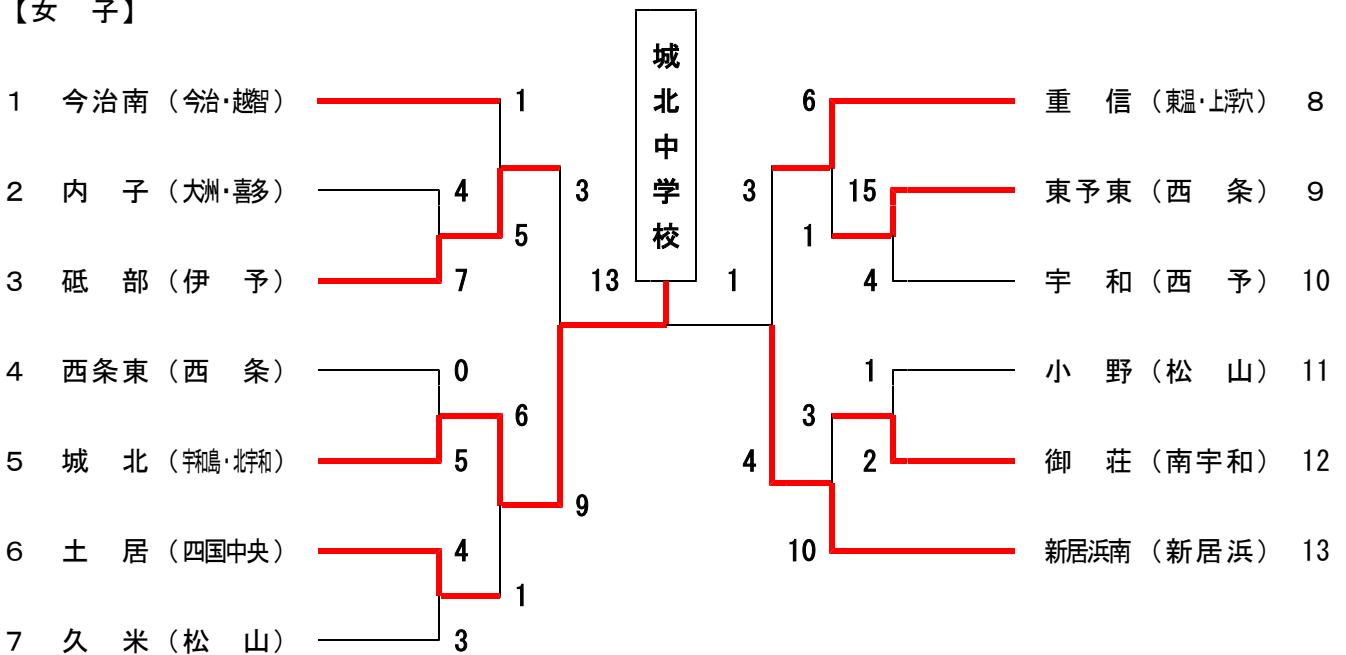 【女　子】
城北中学校
1 今治南（今治・越智） 1 6 重　信（東温・上浮穴） 8
2 内　子（大洲・喜多） 4 3 3 15 東予東（西　条） 9
5 1
3 砥　部（伊　予） 7 13 1 4 宇　和（西　予） 10
4 西条東（西　条） 0 1 小　野（松　山） 11
6 3
5 城　北（宇和島・北宇和） 5 4 2 御　荘（南宇和） 12
9
6 土　居（四国中央） 4 10 新居浜南（新居浜） 13
1
7 久　米（松　山） 3